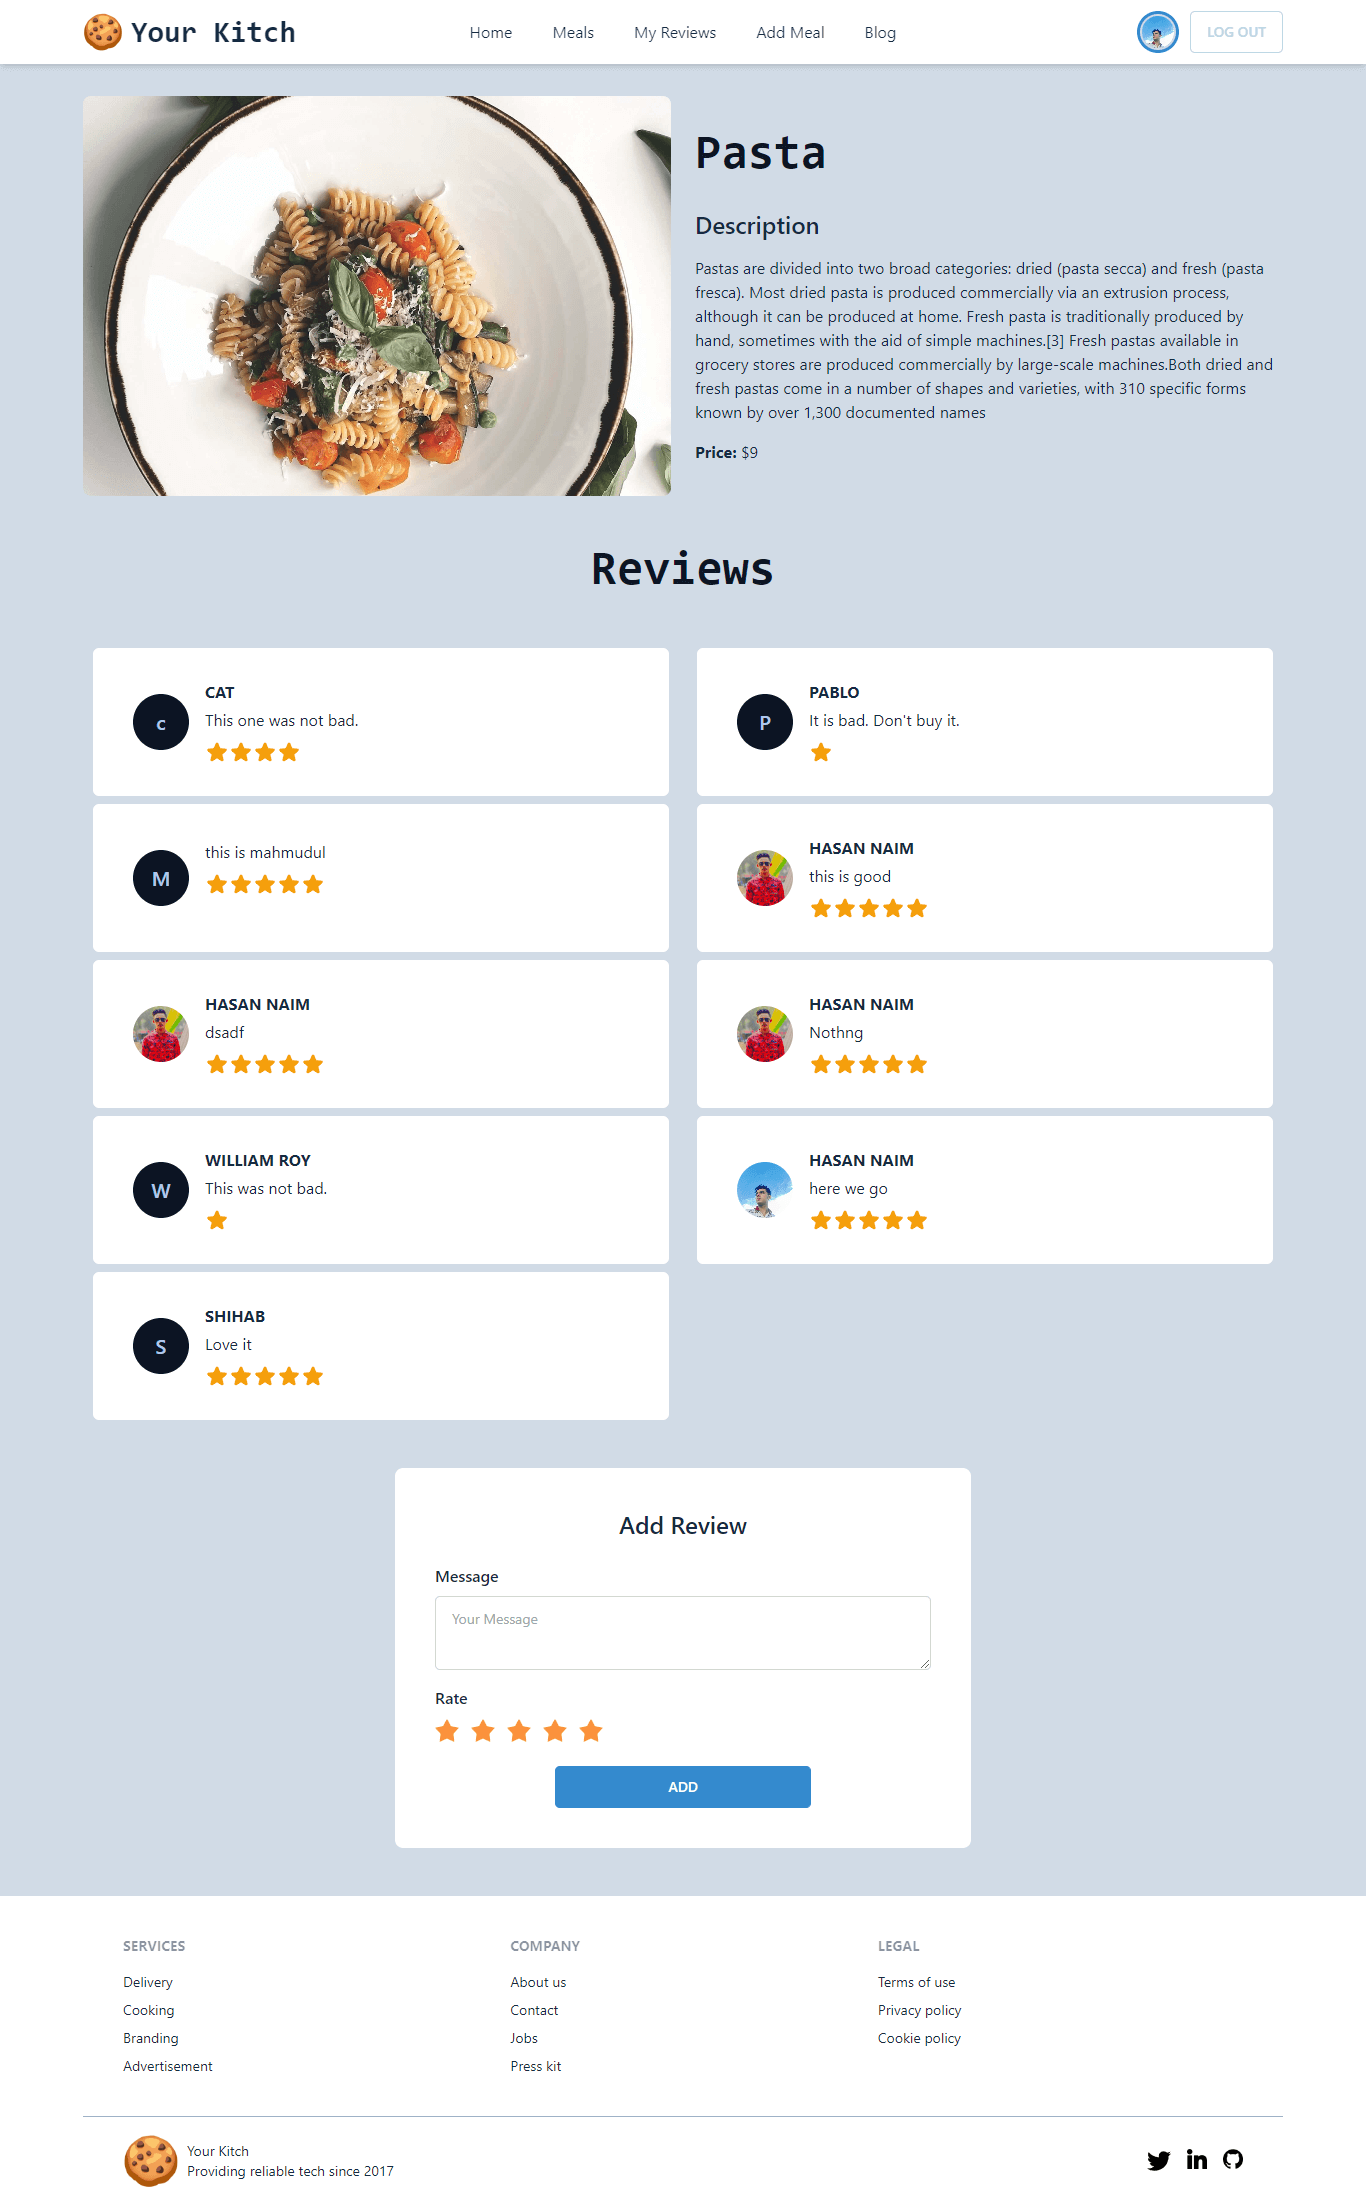 Your Kitch
Home Meals My Reviews Add Meal Blog
LOG OUT
Pasta
Description
Pastas are divided into two broad categories: dried (pasta secca) and fresh (pasta
fresca). Most dried pasta is produced commercially via an extrusion process,
although it can be produced at home. Fresh pasta is traditionally produced by
hand, sometimes with the aid of simple machines.[3] Fresh pastas available in
grocery stores are produced commercially by large-scale machines.Both dried and
fresh pastas come in a number of shapes and varieties, with 310 specific forms
known by over 1,300 documented names
Price: $9
Reviews
c
CAT
This one was not bad.
P
PABLO
It is bad. Don't buy it.
M
this is mahmudul
HASAN NAIM
this is good
HASAN NAIM
dsadf
HASAN NAIM
Nothng
W
WILLIAM ROY
This was not bad.
HASAN NAIM
here we go
S
SHIHAB
Love it
Add Review
Message
Your Message
Rate
ADD
SERVICES
Delivery
Cooking
Branding
Advertisement
COMPANY
About us
Contact
Jobs
Press kit
LEGAL
Terms of use
Privacy policy
Cookie policy
Your Kitch
Providing reliable tech since 2017